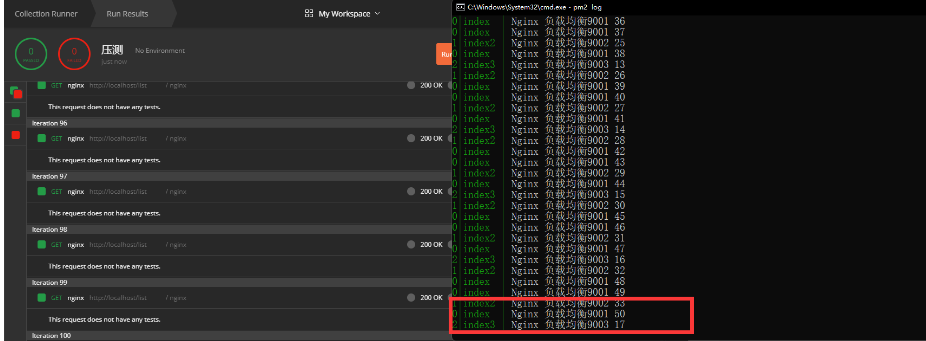 Collection Runner
Run Results
My Workspace
0
0
压测
No Environment
just now
Run
GET nginx http://localhost/list / nginx
200 OK
This request does not have any tests.
Iteration 96
GET nginx http://localhost/list / nginx
200 OK
This request does not have any tests.
Iteration 97
GET nginx http://localhost/list / nginx
200 OK
This request does not have any tests.
Iteration 98
GET nginx http://localhost/list / nginx
200 OK
This request does not have any tests.
Iteration 99
GET nginx http://localhost/list / nginx
200 OK
This request does not have any tests.
Iteration 100
C:\Windows\System32\cmd.exe - pm2 log
0|index | Nginx 负载均衡9001 36
0|index | Nginx 负载均衡9001 37
1|index2 | Nginx 负载均衡9002 25
0|index | Nginx 负载均衡9001 38
2|index3 | Nginx 负载均衡9003 13
1|index2 | Nginx 负载均衡9002 26
0|index | Nginx 负载均衡9001 39
0|index | Nginx 负载均衡9001 40
1|index2 | Nginx 负载均衡9002 27
0|index | Nginx 负载均衡9001 41
2|index3 | Nginx 负载均衡9003 14
1|index2 | Nginx 负载均衡9002 28
0|index | Nginx 负载均衡9001 42
0|index | Nginx 负载均衡9001 43
1|index2 | Nginx 负载均衡9002 29
0|index | Nginx 负载均衡9001 44
2|index3 | Nginx 负载均衡9003 15
1|index2 | Nginx 负载均衡9002 30
0|index | Nginx 负载均衡9001 45
0|index | Nginx 负载均衡9001 46
1|index2 | Nginx 负载均衡9002 31
0|index | Nginx 负载均衡9001 47
2|index3 | Nginx 负载均衡9003 16
1|index2 | Nginx 负载均衡9002 32
0|index | Nginx 负载均衡9001 48
0|index | Nginx 负载均衡9001 49
1|index2 | Nginx 负载均衡9002 33
0|index | Nginx 负载均衡9001 50
2|index3 | Nginx 负载均衡9003 17